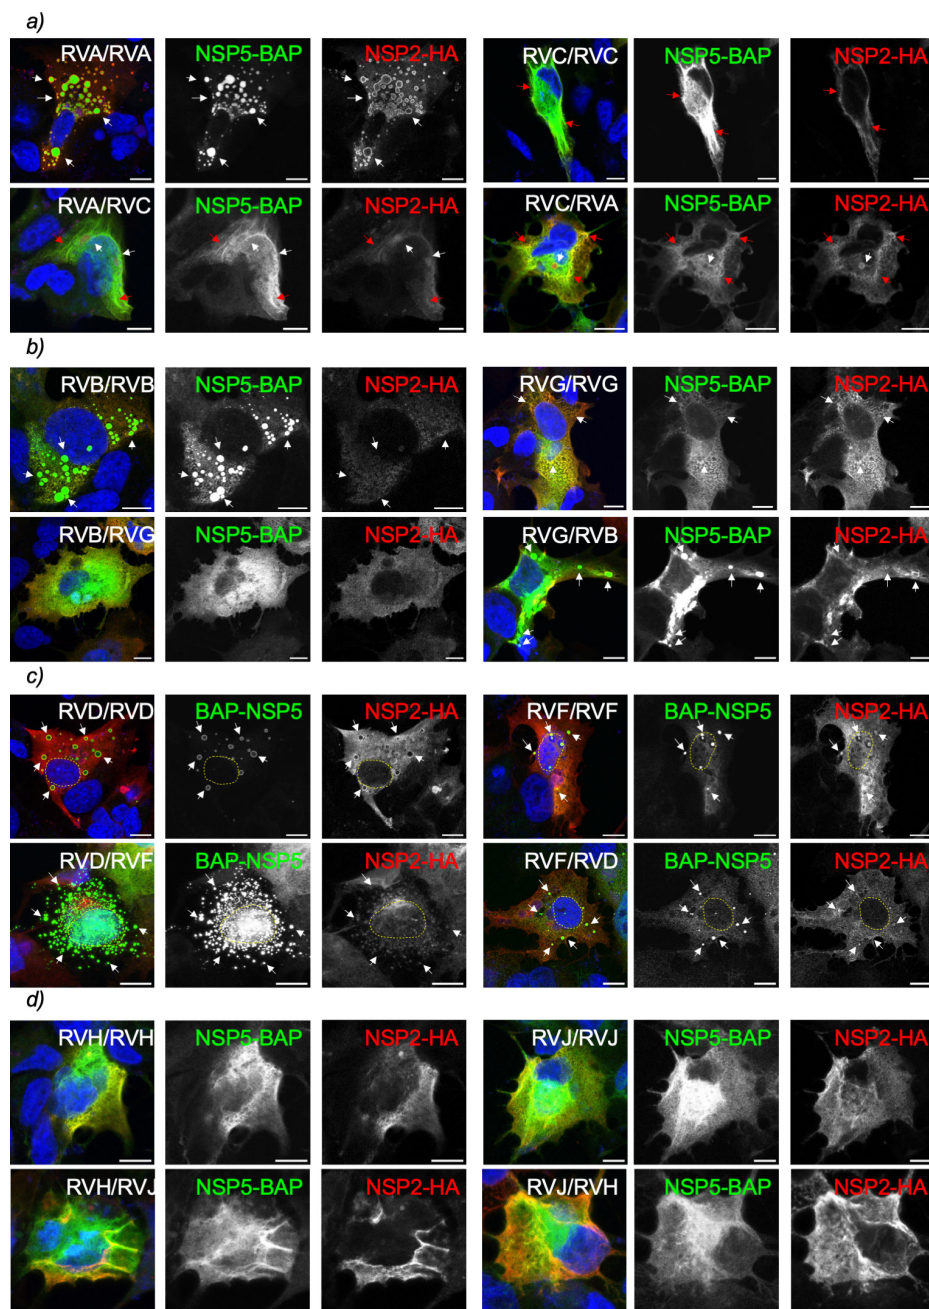 a)
RVA/RVA NSP5-BAP NSP2-HA RVC/RVC NSP5-BAP NSP2-HA
RVA/RVC NSP5-BAP NSP2-HA RVC/RVA NSP5-BAP NSP2-HA
b)
RVB/RVB NSP5-BAP NSP2-HA RVG/RVG NSP5-BAP NSP2-HA
RVB/RVG NSP5-BAP NSP2-HA RVG/RVB NSP5-BAP NSP2-HA
c)
RVD/RVD BAP-NSP5 NSP2-HA RVF/RVF BAP-NSP5 NSP2-HA
RVD/RVF BAP-NSP5 NSP2-HA RVF/RVD BAP-NSP5 NSP2-HA
d)
RVH/RVH NSP5-BAP NSP2-HA RVJ/RVJ NSP5-BAP NSP2-HA
RVH/RVJ NSP5-BAP NSP2-HA RVJ/RVH NSP5-BAP NSP2-HA